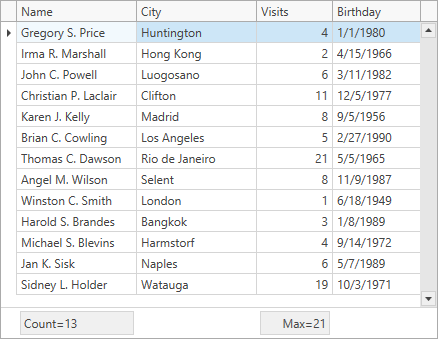 Name City Visits Birthday
Gregory S. Price Huntington 4 1/1/1980
Irma R. Marshall Hong Kong 2 4/15/1966
John C. Powell Luogosano 6 3/11/1982
Christian P. Laclair Clifton 11 12/5/1977
Karen J. Kelly Madrid 8 9/5/1956
Brian C. Cowling Los Angeles 5 2/27/1990
Thomas C. Dawson Rio de Janeiro 21 5/5/1965
Angel M. Wilson Selent 8 11/9/1987
Winston C. Smith London 1 6/18/1949
Harold S. Brandes Bangkok 3 1/8/1989
Michael S. Blevins Harmstorf 4 9/14/1972
Jan K. Sisk Naples 6 5/7/1989
Sidney L. Holder Watauga 19 10/3/1971
Count=13 Max=21